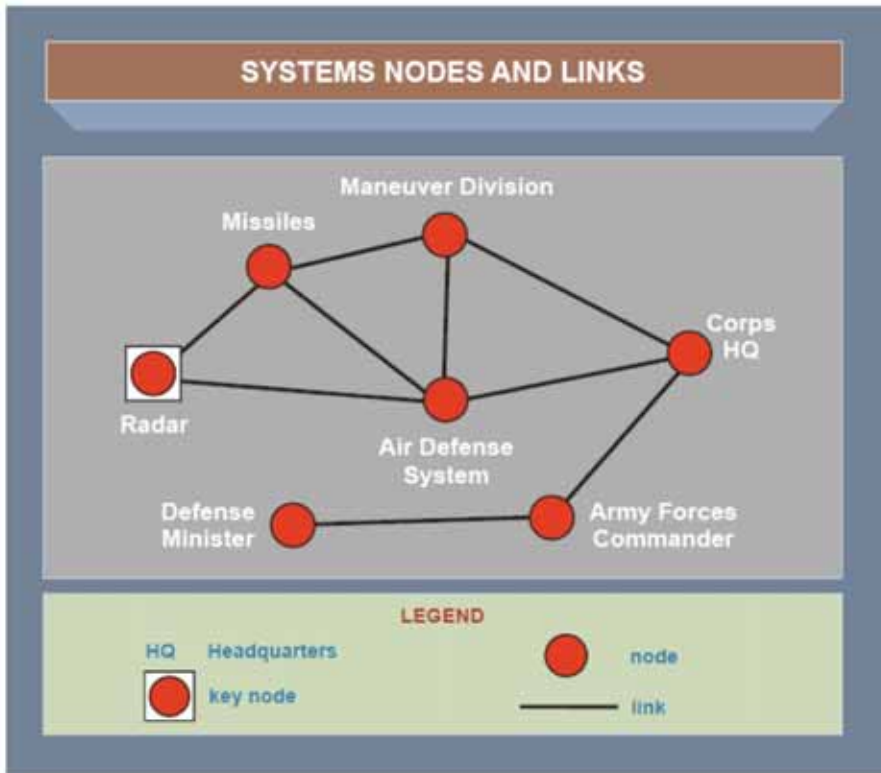 SYSTEMS NODES AND LINKS
Maneuver Division
Missiles
Corps
HQ
Radar
Air Defense
System
Defense
Minister
Army Forces
Commander
LEGEND
HQ Headquarters
node
key node
link